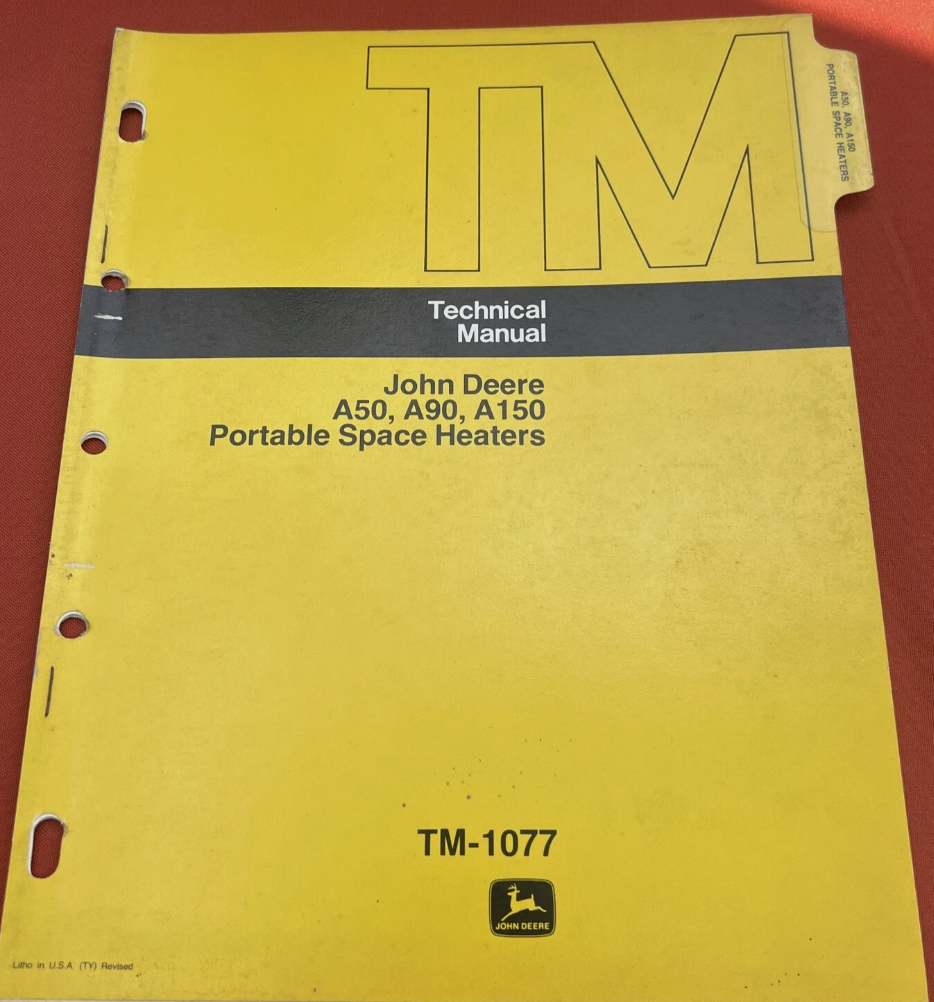 TM
A50, A90, A150
PORTABLE SPACE HEATERS
Technical
Manual
John Deere
A50, A90, A150
Portable Space Heaters
TM-1077
JOHN DEERE
Litho in U.S.A. (TY) Revised